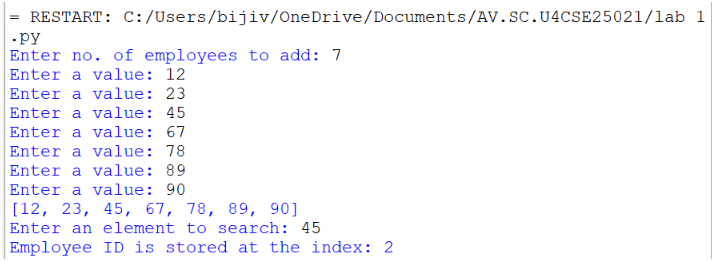 = RESTART: C:/Users/bijiv/OneDrive/Documents/AV.SC.U4CSE25021/lab 1
.py
Enter no. of employees to add: 7
Enter a value: 12
Enter a value: 23
Enter a value: 45
Enter a value: 67
Enter a value: 78
Enter a value: 89
Enter a value: 90
[12, 23, 45, 67, 78, 89, 90]
Enter an element to search: 45
Employee ID is stored at the index: 2